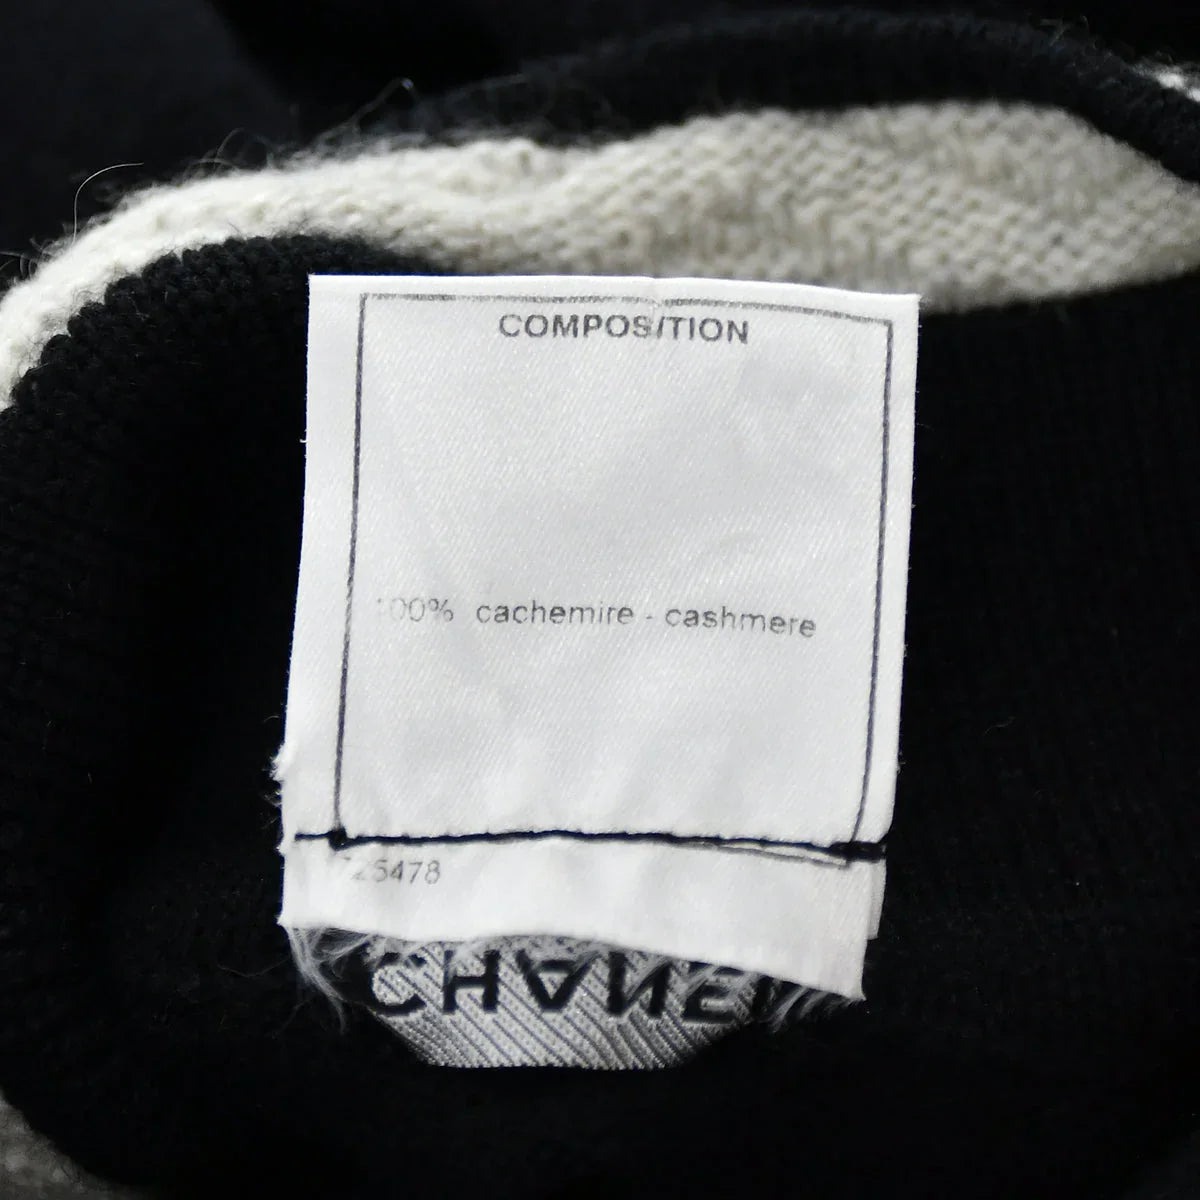 COMPOSITION
100% cachemire - cashmere
25478
CHANEL